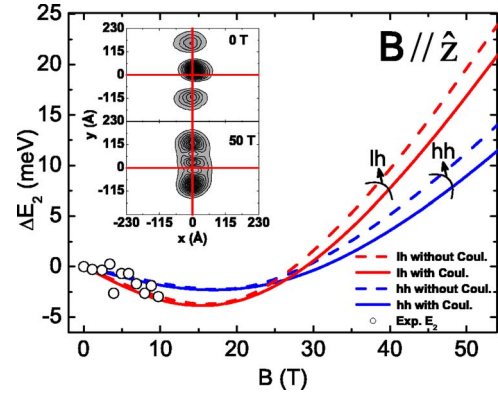 B // ẑ
ΔE₂ (meV)
25
20
15
10
5
0
-5
0 10 20 30 40 50
B (T)
230
115
0
-115
115
0
-115
-230 -115 0 115 230
y (Å)
x (Å)
0 T
50 T
lh
hh
lh without Coul.
lh with Coul.
hh without Coul.
hh with Coul.
Exp. E₂